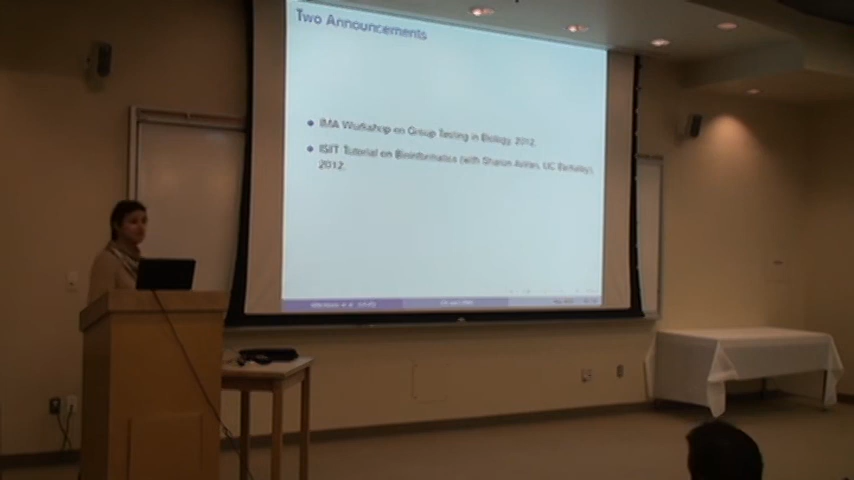 Two Announcements
IMA Workshop on Group Testing in Biology, 2012.
ISIT Tutorial on Bioinformatics (with Sharon Aviran, UC Berkeley),
2012.